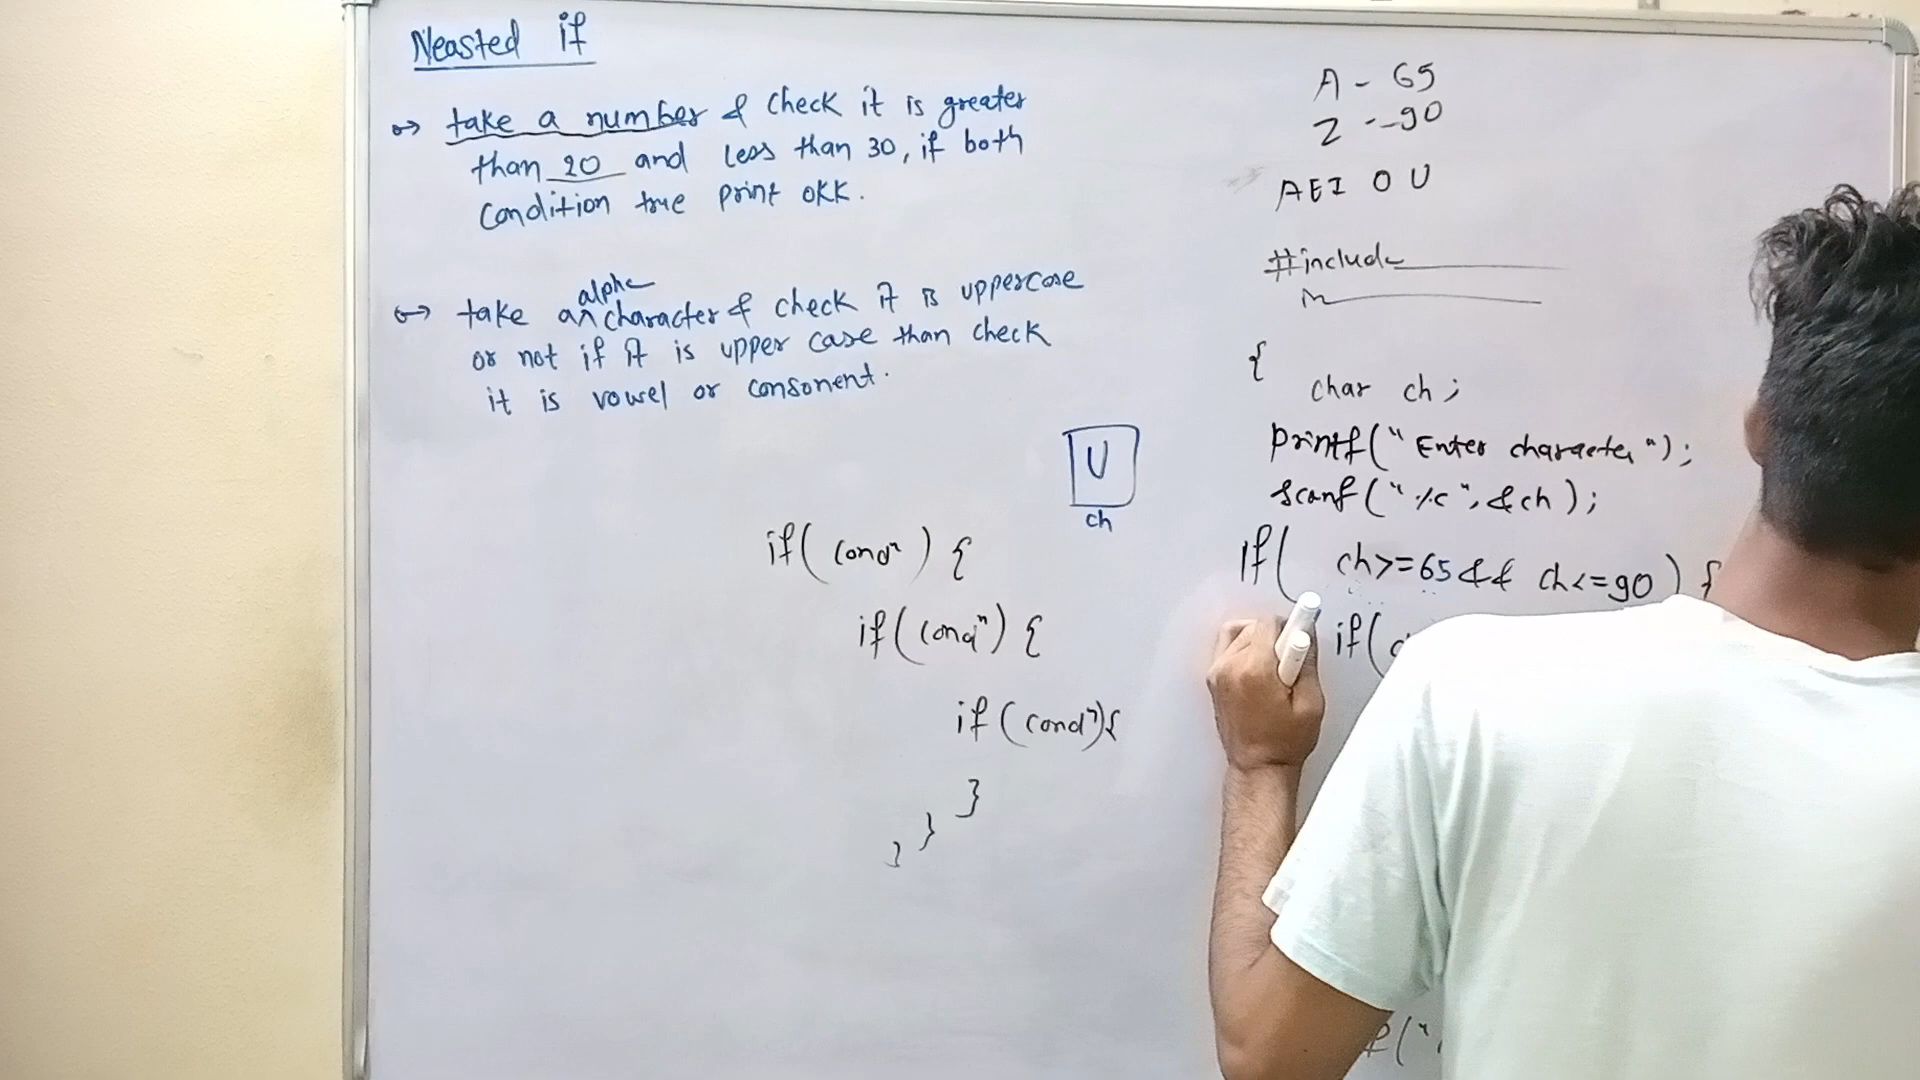 Neasted if
take a number & check it is greater
than 20 and less than 30, if both
condition true print okk.
alpha
take an character & check it is uppercase
or not if it is upper case than check
it is vowel or consonent.
U
ch
if(condn) {
if(condn) {
if(condn){
}
}
}
A - 65
Z - 90
A E I O U
#include
{
char ch;
printf("Enter character");
scanf("%c", &ch);
if( ch>=65 && ch<=90) {
if(